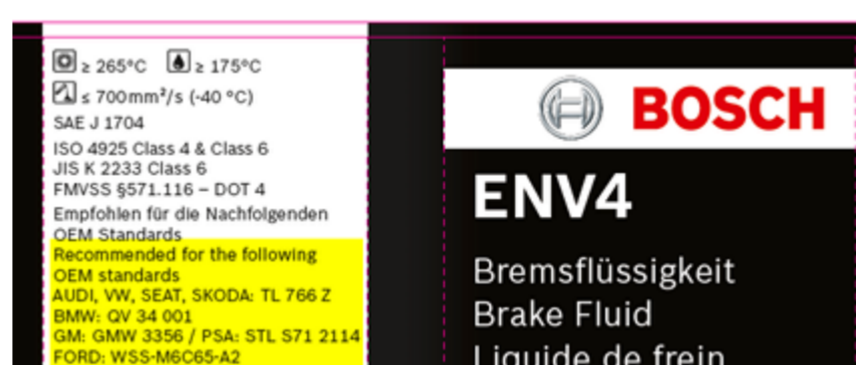 ≥ 265°C ≥ 175°C
≤ 700mm²/s (-40 °C)
SAE J 1704
ISO 4925 Class 4 & Class 6
JIS K 2233 Class 6
FMVSS §571.116 – DOT 4
Empfohlen für die Nachfolgenden
OEM Standards
Recommended for the following
OEM standards
AUDI, VW, SEAT, SKODA: TL 766 Z
BMW: QV 34 001
GM: GMW 3356 / PSA: STL S71 2114
FORD: WSS-M6C65-A2
BOSCH
ENV4
Bremsflüssigkeit
Brake Fluid
Liquide de frein